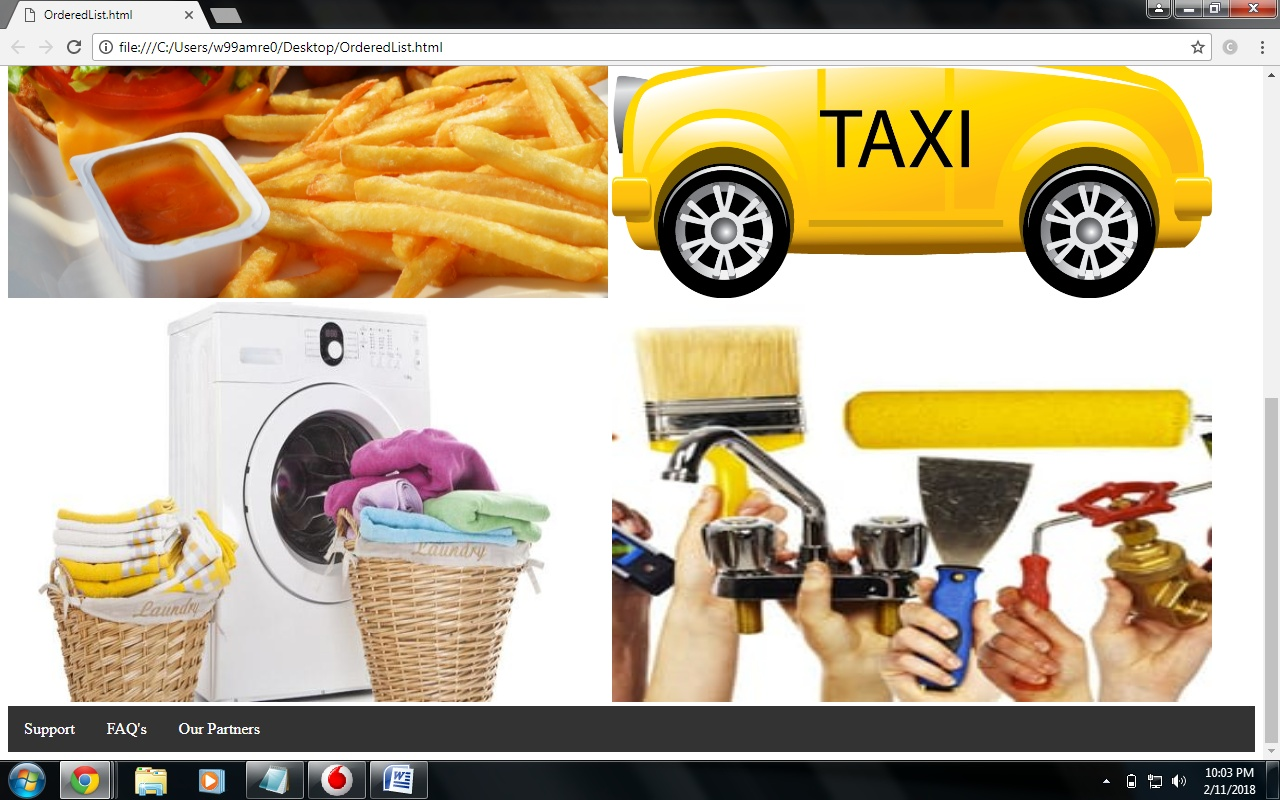 OrderedList.html
file:///C:/Users/w99amre0/Desktop/OrderedList.html
TAXI
Laundry
Laundry
Support FAQ's Our Partners
10:03 PM
2/11/2018